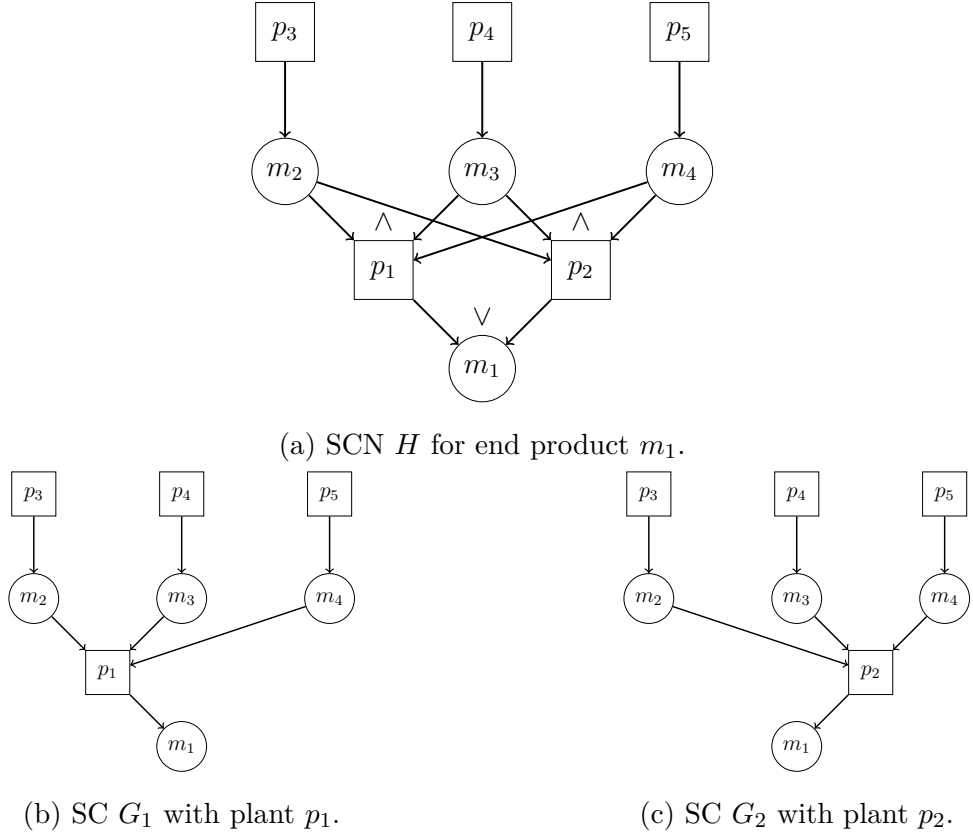 p₃ p₄ p₅
m₂ m₃ m₄
∧ ∧
p₁ p₂
∨
m₁
(a) SCN H for end product m₁.
p₃ p₄ p₅
m₂ m₃ m₄
p₁
m₁
(b) SC G₁ with plant p₁.
p₃ p₄ p₅
m₂ m₃ m₄
p₂
m₁
(c) SC G₂ with plant p₂.